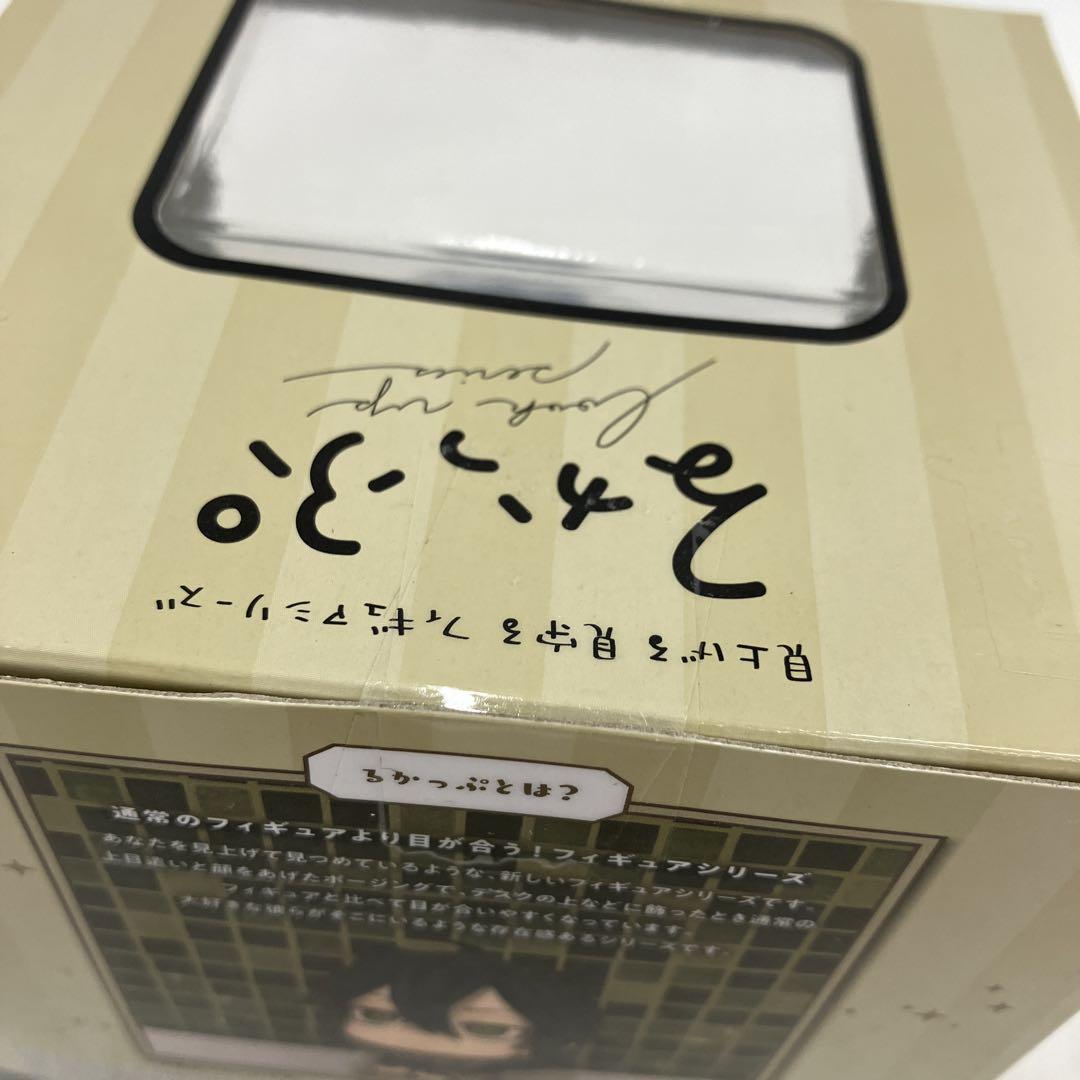 見上げる 見守る フィギュアシリーズ
るかっぷ
look up
series
るかっぷとは?
通常のフィギュアより目が合う!フィギュアシリーズ
あなたを見上げて見つめているような、新しいフィギュアシリーズです。
上目遣いと顔をあげたポージングで、デスクの上などに飾ったとき通常の
フィギュアと比べて目が合いやすくなっています
大好きな彼らがそこにいるような存在感あるシリーズです。